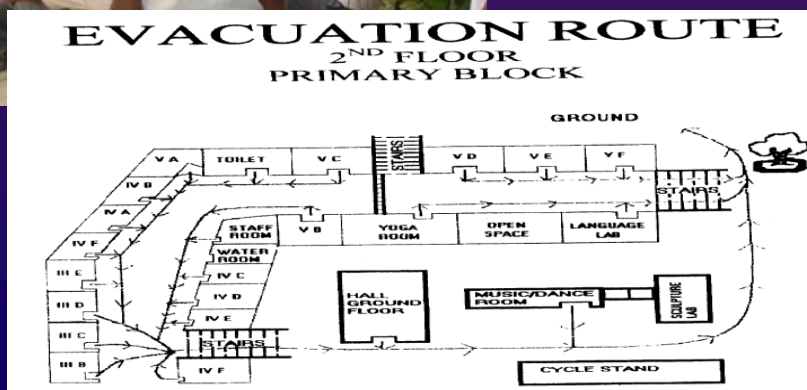 EVACUATION ROUTE
2ND FLOOR
PRIMARY BLOCK
GROUND
V A
TOILET
V C
STAIRS
V D
V E
V F
STAIRS
IV B
IV A
IV F
STAFF
ROOM
V B
YOGA
ROOM
OPEN
SPACE
LANGUAGE
LAB
WATER
ROOM
III E
III D
III C
III B
IV C
IV D
IV E
HALL
GROUND
FLOOR
MUSIC/DANCE
ROOM
SCULPTURE
LAB
STAIRS
IV F
CYCLE STAND